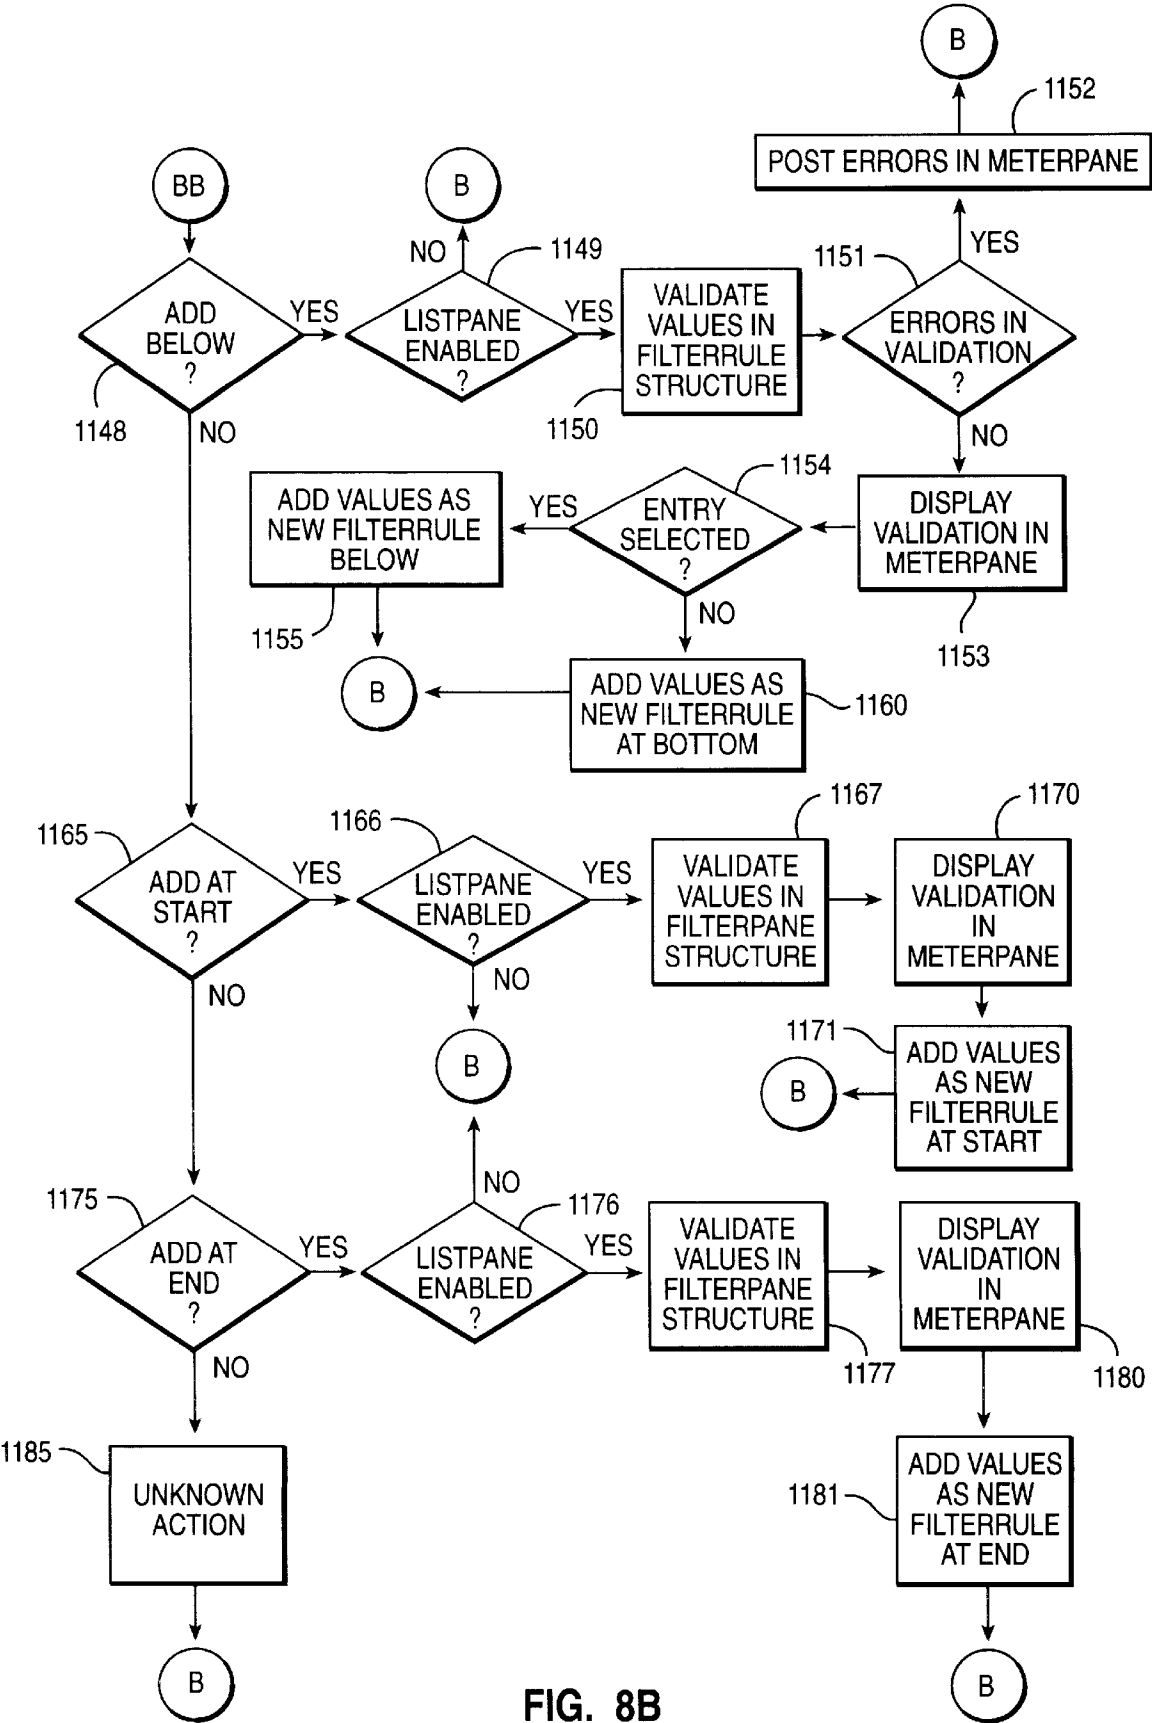 B
1152
POST ERRORS IN METERPANE
BB
B
YES
NO
1149
1151
ADD
BELOW
?
YES
LISTPANE
ENABLED
?
YES
VALIDATE
VALUES IN
FILTERRULE
STRUCTURE
ERRORS IN
VALIDATION
?
1148
NO
1150
NO
ADD VALUES AS
NEW FILTERRULE
BELOW
YES
ENTRY
SELECTED
?
1154
DISPLAY
VALIDATION IN
METERPANE
1155
NO
1153
B
ADD VALUES AS
NEW FILTERRULE
AT BOTTOM
1160
1165
1166
1167
1170
ADD AT
START
?
YES
LISTPANE
ENABLED
?
YES
VALIDATE
VALUES IN
FILTERPANE
STRUCTURE
DISPLAY
VALIDATION
IN
METERPANE
NO
NO
B
B
1171
ADD VALUES
AS NEW
FILTERRULE
AT START
1175
NO
1176
ADD AT
END
?
YES
LISTPANE
ENABLED
?
YES
VALIDATE
VALUES IN
FILTERPANE
STRUCTURE
DISPLAY
VALIDATION
IN
METERPANE
NO
1177
1180
1185
UNKNOWN
ACTION
1181
ADD VALUES
AS NEW
FILTERRULE
AT END
B
B
FIG. 8B